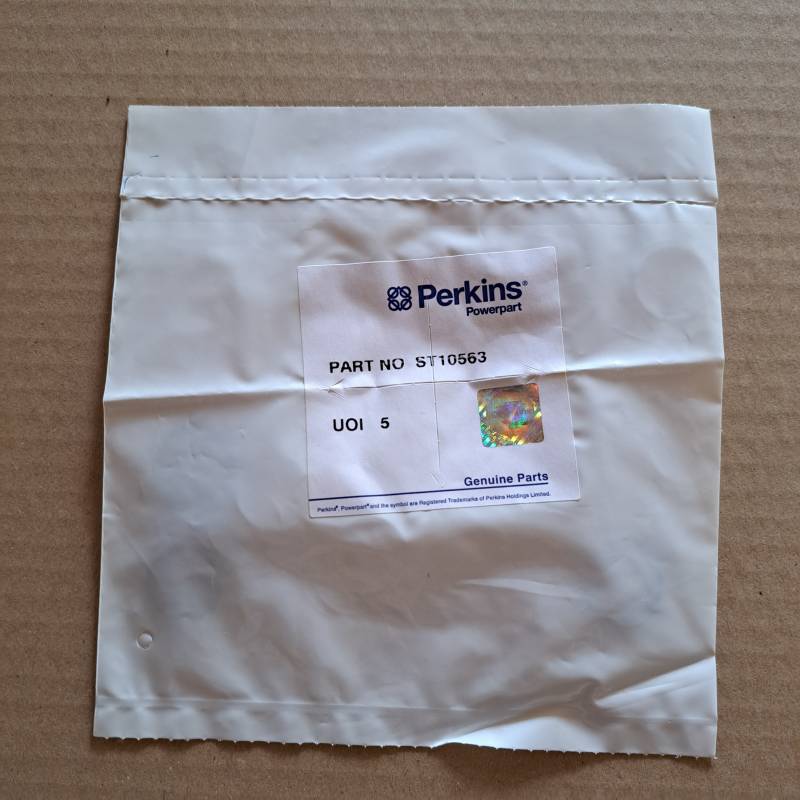 Perkins®
Powerpart
PART NO ST10563
UOI 5
Genuine Parts
Perkins®, Powerpart® and the symbol are Registered Trademarks of Perkins Holdings Limited.